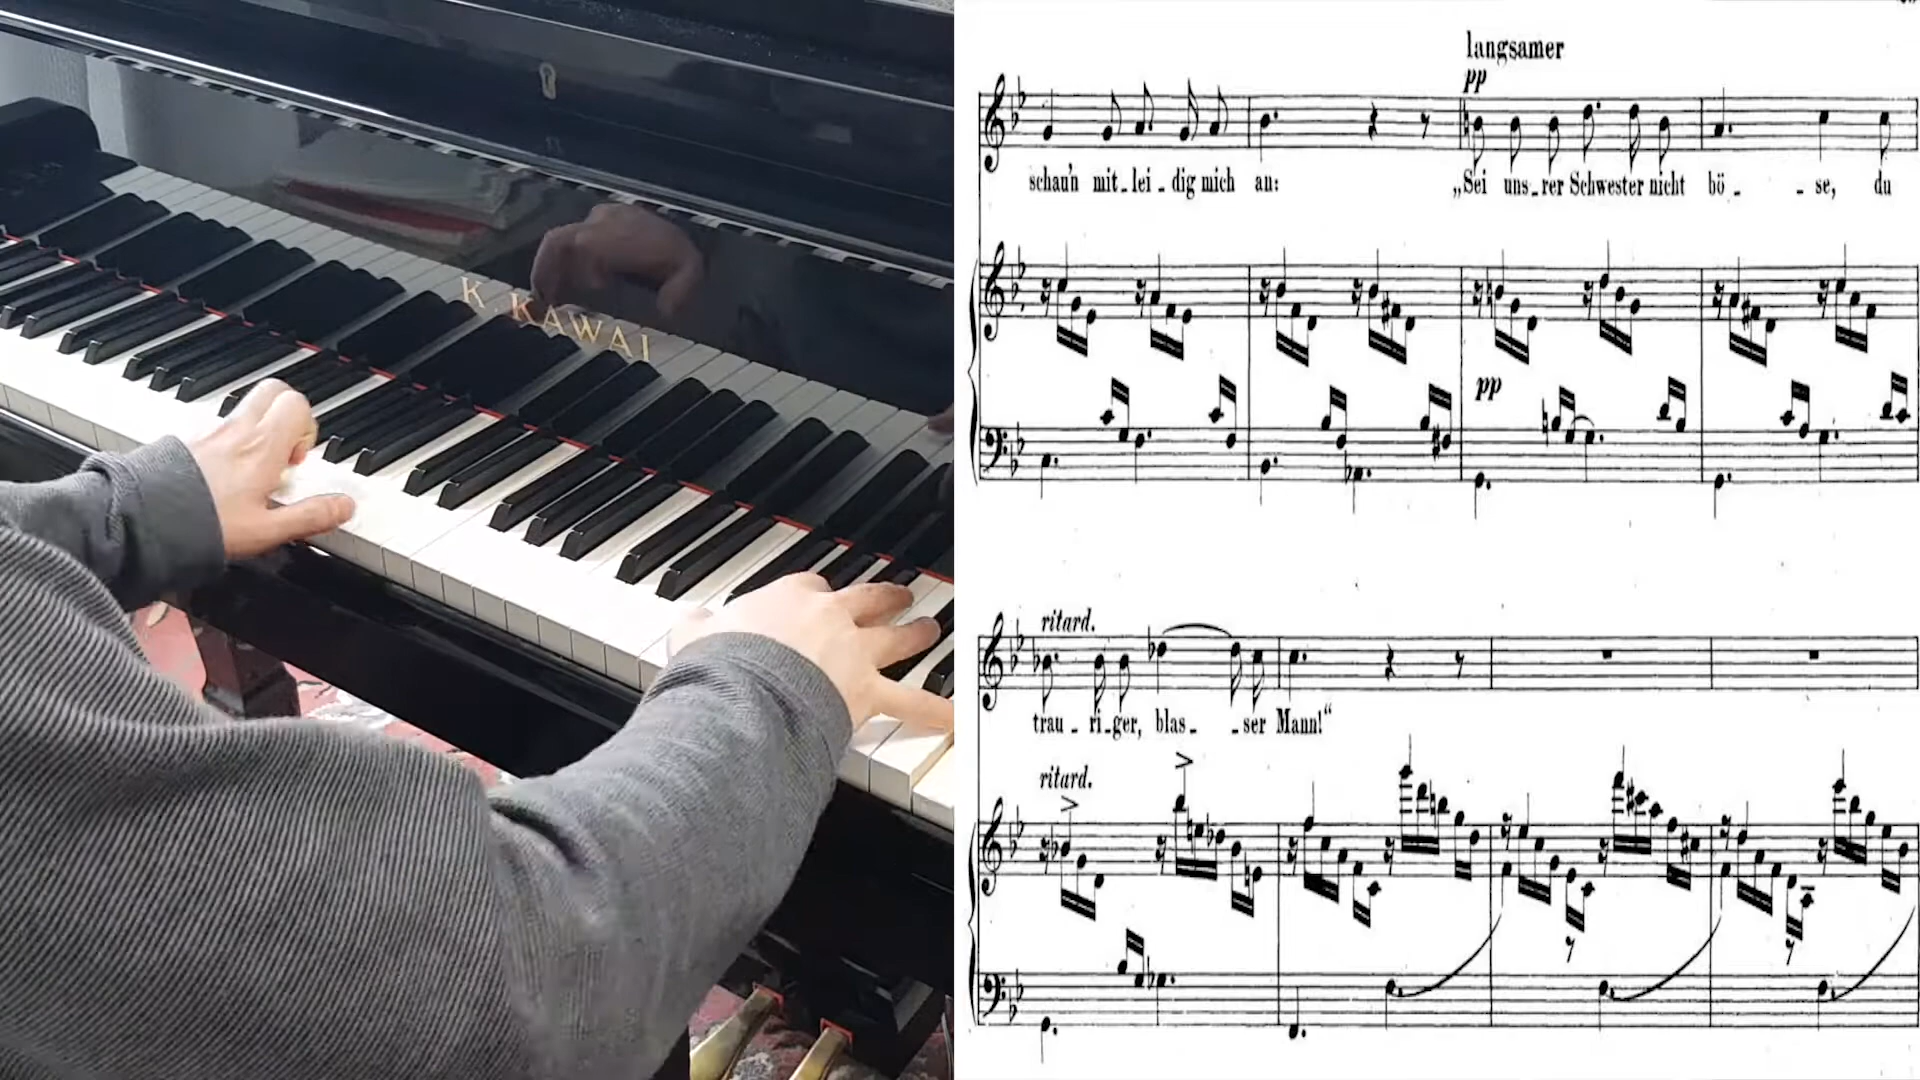 K.KAWAI
langsamer
pp
schau'n mit-lei-dig mich an: „Sei uns-rer Schwester nicht bö--se, du
pp
ritard.
trau-ri-ger, blas--ser Mann!“
ritard.